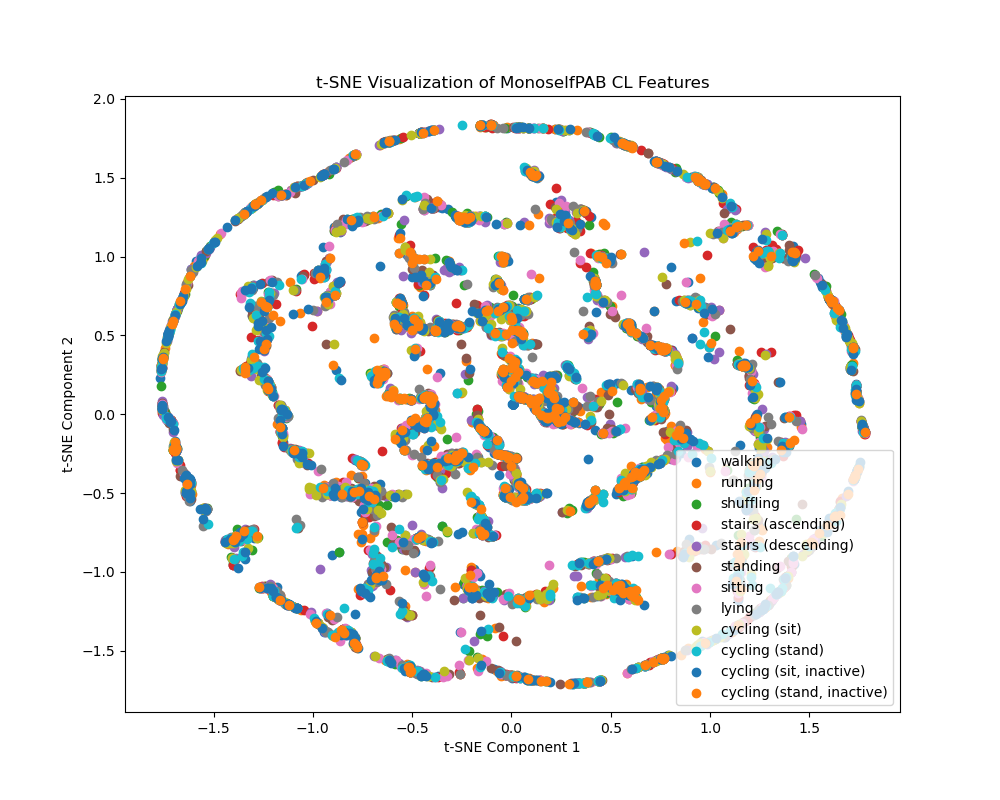 t-SNE Visualization of MonoselfPAB CL Features
2.0
1.5
1.0
0.5
0.0
−0.5
−1.0
−1.5
t-SNE Component 2
walking
running
shuffling
stairs (ascending)
stairs (descending)
standing
sitting
lying
cycling (sit)
cycling (stand)
cycling (sit, inactive)
cycling (stand, inactive)
−1.5 −1.0 −0.5 0.0 0.5 1.0 1.5
t-SNE Component 1